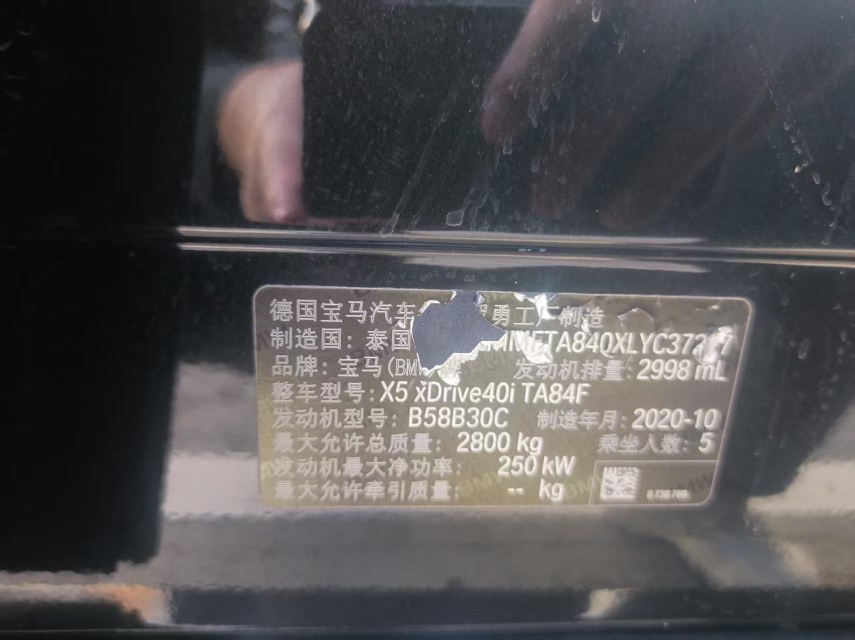 德国宝马汽车 勇工 制造
制造国: 泰国 TA840XLYC37
品牌: 宝马(BM 发动机排量: 2998 mL
整车型号: X5 xDrive40i TA84F
发动机型号: B58B30C 制造年月: 2020-10
最大允许总质量: 2800 kg 乘坐人数: 5
发动机最大净功率: 250 kW
最大允许牵引质量: -- kg